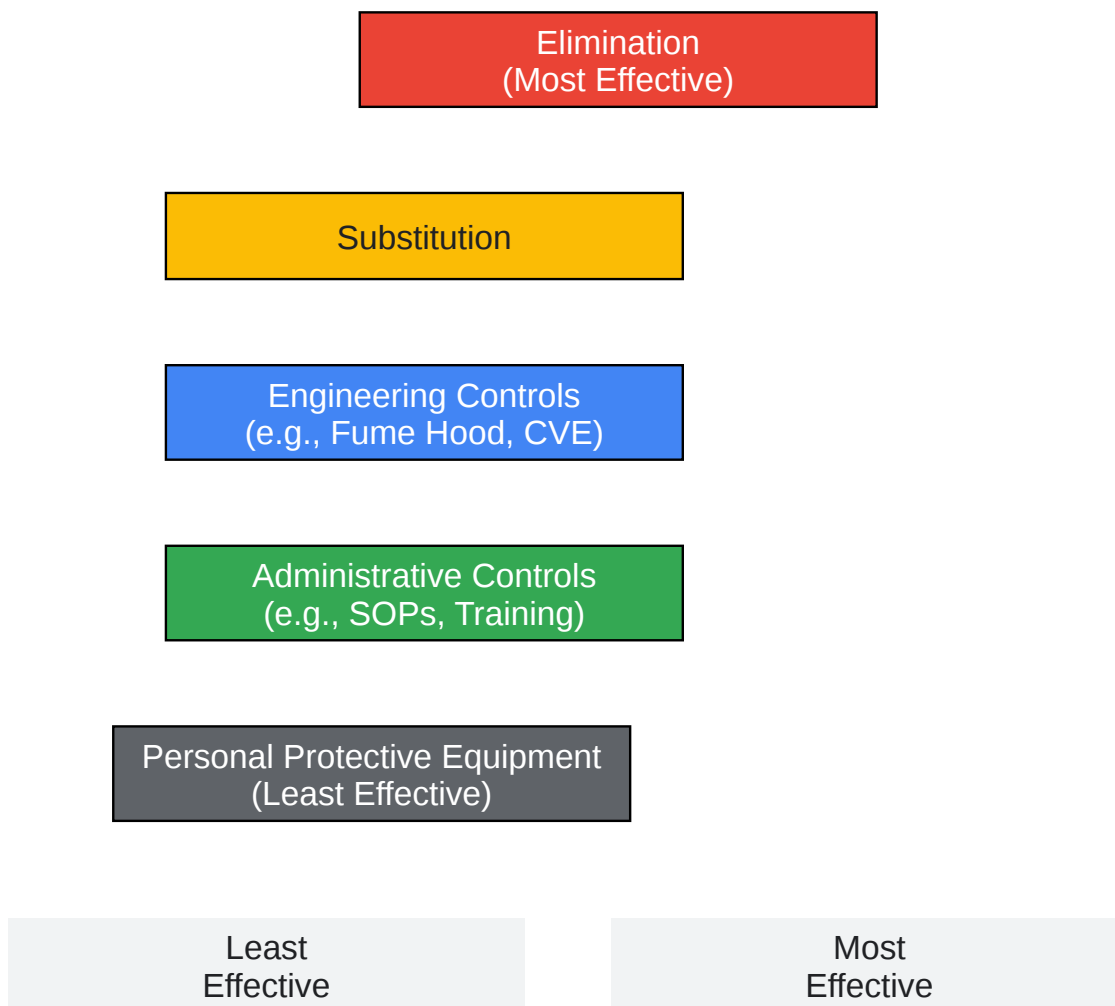 Elimination
(Most Effective)
Substitution
Engineering Controls
(e.g., Fume Hood, CVE)
Administrative Controls
(e.g., SOPs, Training)
Personal Protective Equipment
(Least Effective)
Least
Effective
Most
Effective